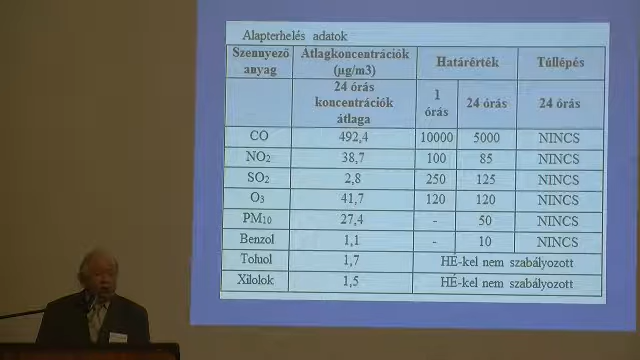 Alapterhelés adatok
Szennyező anyag Átlagkoncentrációk (µg/m3) Határérték Túllépés
24 órás koncentrációk átlaga 1 órás 24 órás 24 órás
CO 492,4 10000 5000 NINCS
NO2 38,7 100 85 NINCS
SO2 2,8 250 125 NINCS
O3 41,7 120 120 NINCS
PM10 27,4 - 50 NINCS
Benzol 1,1 - 10 NINCS
Toluol 1,7 HÉ-kel nem szabályozott
Xilolok 1,5 HÉ-kel nem szabályozott